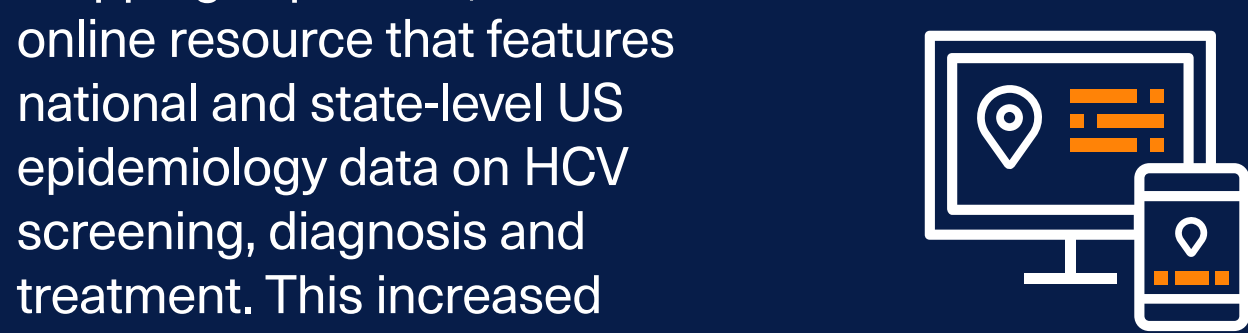 online resource that features
national and state-level US
epidemiology data on HCV
screening, diagnosis and
treatment. This increased